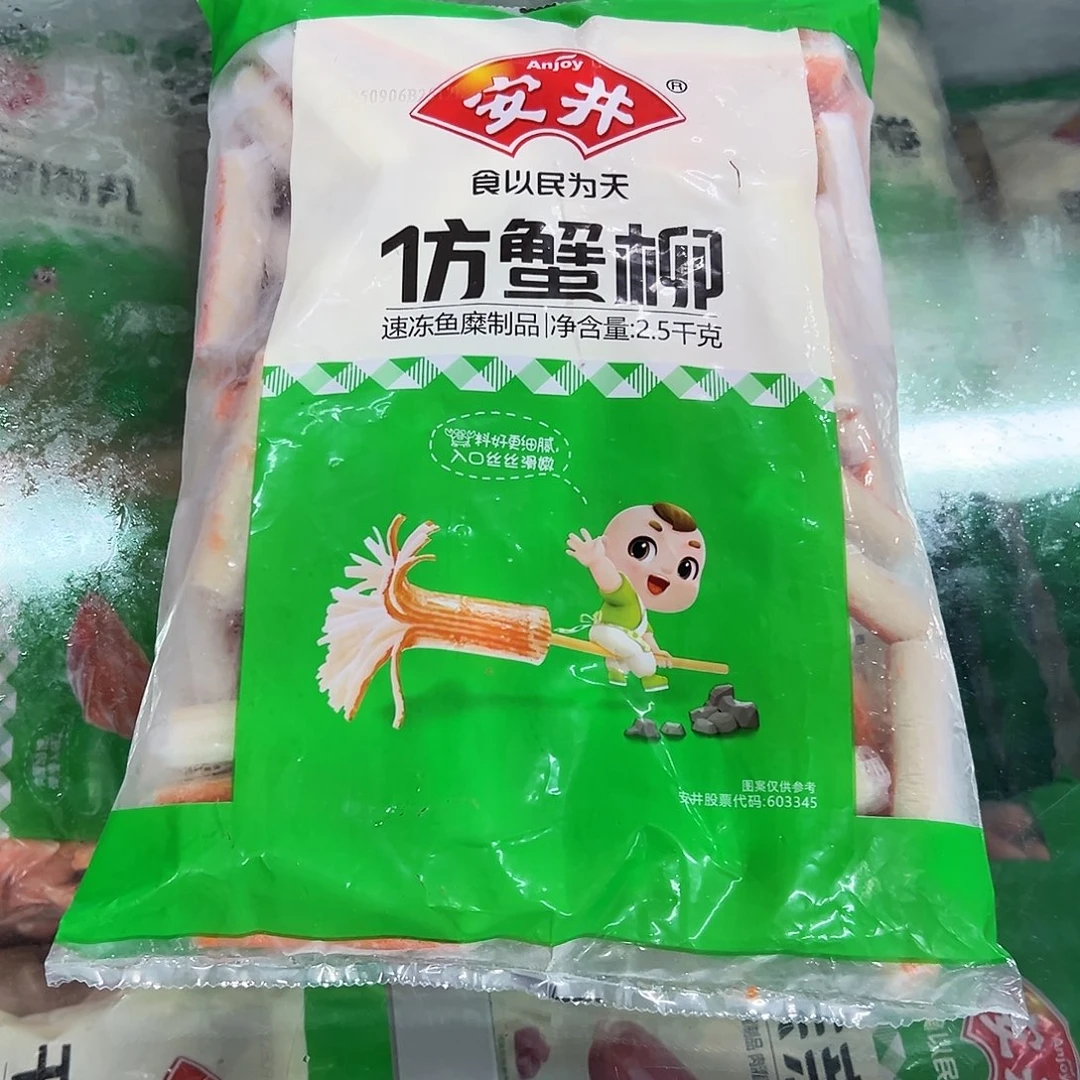 Anjoy
安井®
食以民为天
仿蟹柳
速冻鱼糜制品|净含量:2.5千克
料好更细腻,
入口丝丝滑嫩
图案仅供参考
安井股票代码:603345
Anjoy